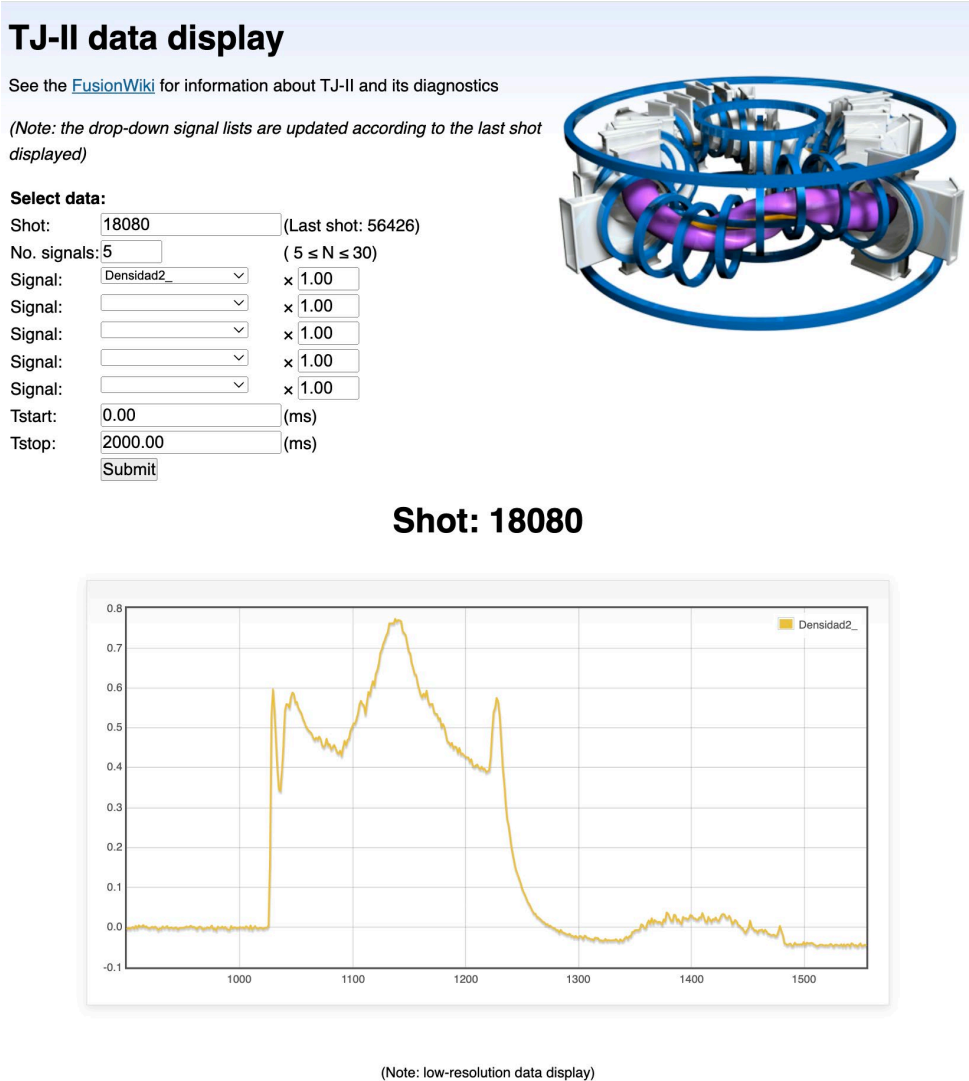 TJ-II data display
See the FusionWiki for information about TJ-II and its diagnostics
(Note: the drop-down signal lists are updated according to the last shot
displayed)
Select data:
Shot: 18080 (Last shot: 56426)
No. signals: 5 ( 5 ≤ N ≤ 30)
Signal: Densidad2_ × 1.00
Signal: × 1.00
Signal: × 1.00
Signal: × 1.00
Signal: × 1.00
Tstart: 0.00 (ms)
Tstop: 2000.00 (ms)
Submit
Shot: 18080
0.8
Densidad2_
0.7
0.6
0.5
0.4
0.3
0.2
0.1
0.0
-0.1
1000 1100 1200 1300 1400 1500
(Note: low-resolution data display)